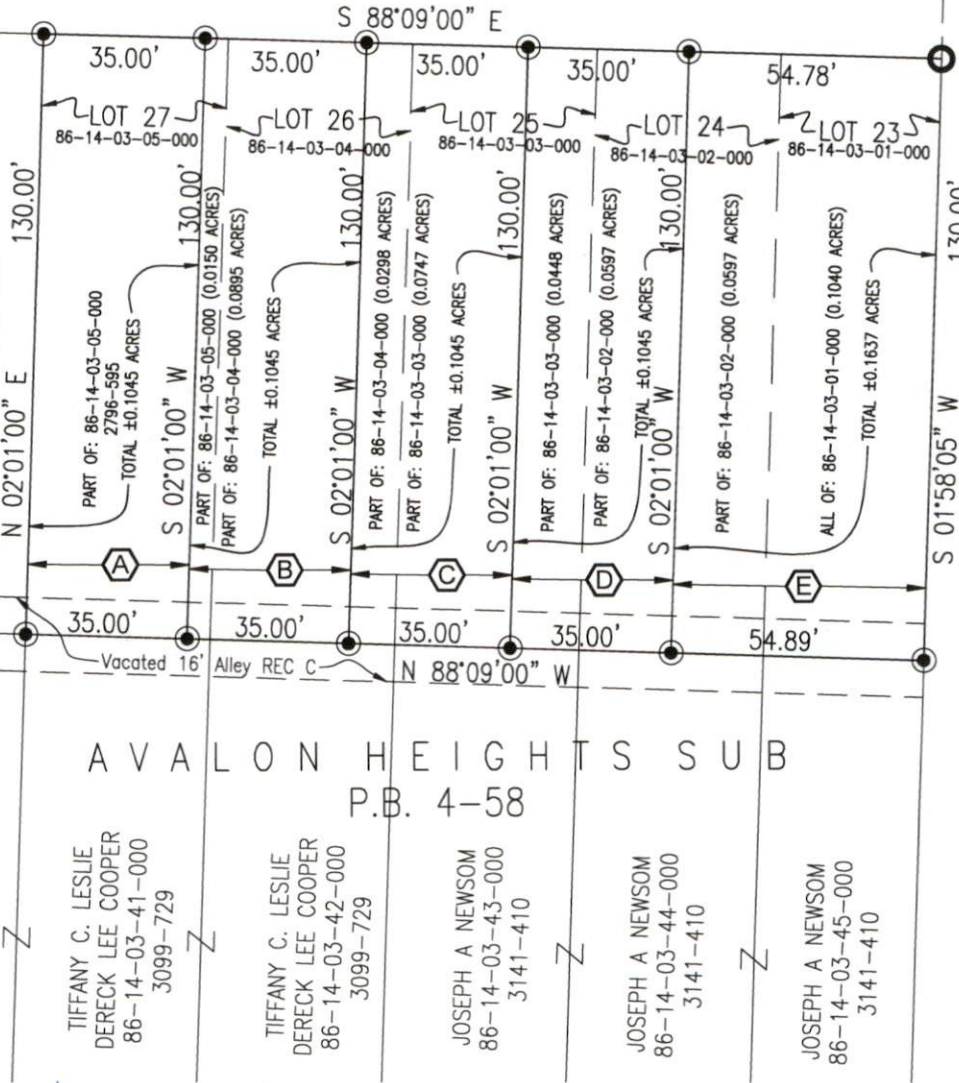 S 88°09'00" E
35.00'
35.00'
35.00'
35.00'
54.78'
LOT 27
86-14-03-05-000
LOT 26
86-14-03-04-000
LOT 25
86-14-03-03-000
LOT 24
86-14-03-02-000
LOT 23
86-14-03-01-000
130.00'
N 02°01'00" E
PART OF: 86-14-03-05-000
2796-595
TOTAL ±0.1045 ACRES
130.00'
S 02°01'00" W
PART OF: 86-14-03-05-000 (0.0150 ACRES)
PART OF: 86-14-03-04-000 (0.0895 ACRES)
TOTAL ±0.1045 ACRES
130.00'
S 02°01'00" W
PART OF: 86-14-03-04-000 (0.0298 ACRES)
PART OF: 86-14-03-03-000 (0.0747 ACRES)
TOTAL ±0.1045 ACRES
130.00'
S 02°01'00" W
PART OF: 86-14-03-03-000 (0.0448 ACRES)
PART OF: 86-14-03-02-000 (0.0597 ACRES)
TOTAL ±0.1045 ACRES
130.00'
S 02°01'00" W
PART OF: 86-14-03-02-000 (0.0597 ACRES)
ALL OF: 86-14-03-01-000 (0.1040 ACRES)
TOTAL ±0.1637 ACRES
130.00'
S 01°58'05" W
A
B
C
D
E
35.00'
35.00'
35.00'
35.00'
54.89'
Vacated 16' Alley REC C
N 88°09'00" W
AVALON HEIGHTS SUB
P.B. 4-58
TIFFANY C. LESLIE
DERECK LEE COOPER
86-14-03-41-000
3099-729
TIFFANY C. LESLIE
DERECK LEE COOPER
86-14-03-42-000
3099-729
JOSEPH A NEWSOM
86-14-03-43-000
3141-410
JOSEPH A NEWSOM
86-14-03-44-000
3141-410
JOSEPH A NEWSOM
86-14-03-45-000
3141-410